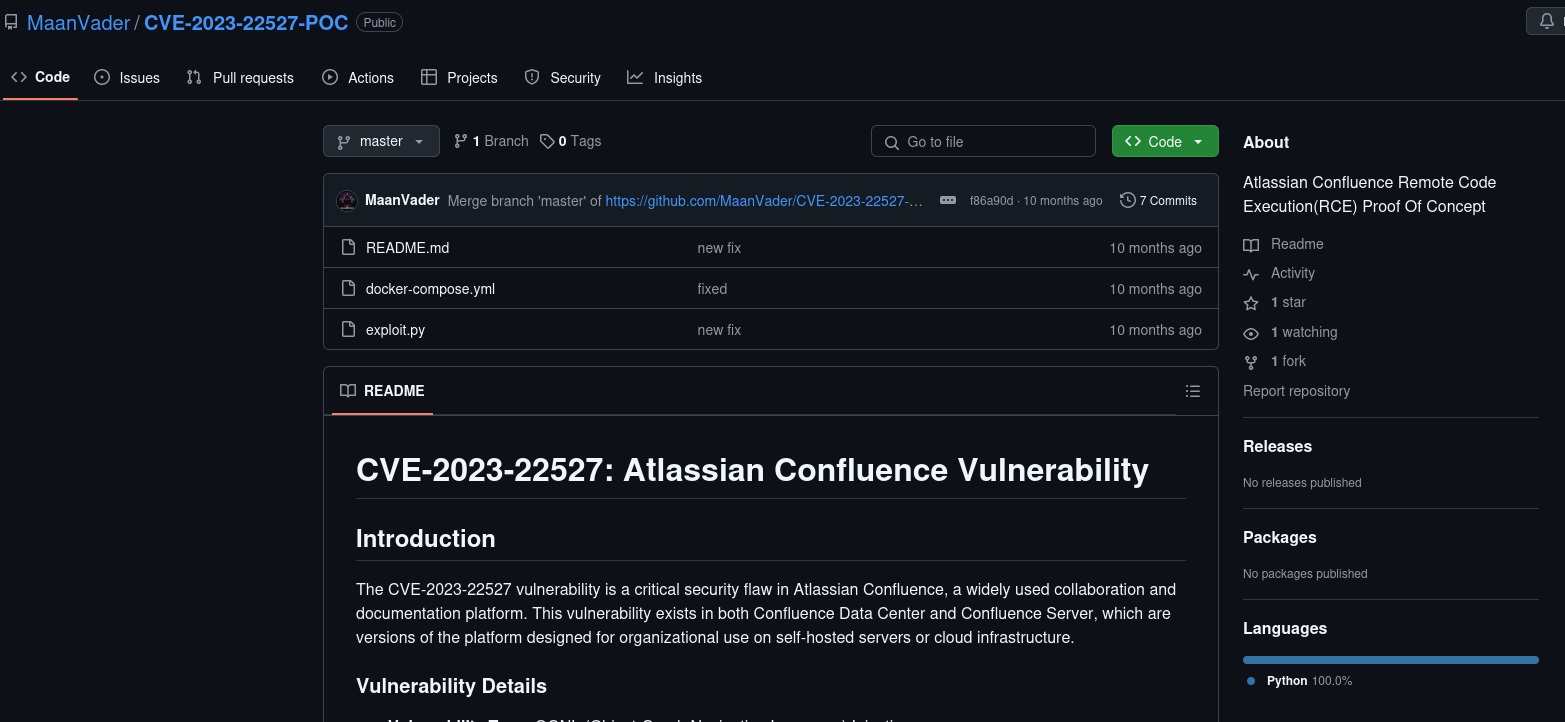 MaanVader / CVE-2023-22527-POC Public
Code Issues Pull requests Actions Projects Security Insights
master 1 Branch 0 Tags Go to file Code
MaanVader Merge branch 'master' of https://github.com/MaanVader/CVE-2023-22527-... f86a90d · 10 months ago 7 Commits
README.md new fix 10 months ago
docker-compose.yml fixed 10 months ago
exploit.py new fix 10 months ago
README
CVE-2023-22527: Atlassian Confluence Vulnerability
Introduction
The CVE-2023-22527 vulnerability is a critical security flaw in Atlassian Confluence, a widely used collaboration and
documentation platform. This vulnerability exists in both Confluence Data Center and Confluence Server, which are
versions of the platform designed for organizational use on self-hosted servers or cloud infrastructure.
Vulnerability Details
About
Atlassian Confluence Remote Code
Execution(RCE) Proof Of Concept
Readme
Activity
1 star
1 watching
1 fork
Report repository
Releases
No releases published
Packages
No packages published
Languages
Python 100.0%